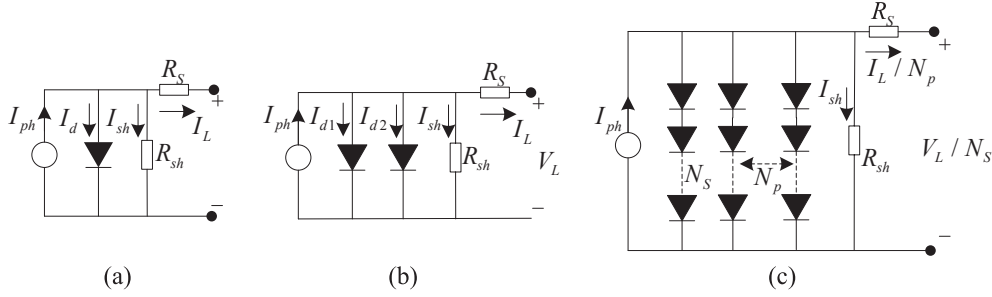 R_S
+
I_ph I_d I_sh I_L
R_sh
−
(a)
R_S
+
I_ph I_d1 I_d2 I_sh I_L
R_sh V_L
−
(b)
R_S
+
I_L / N_p
I_sh
I_ph
R_sh V_L / N_S
N_S N_p
−
(c)